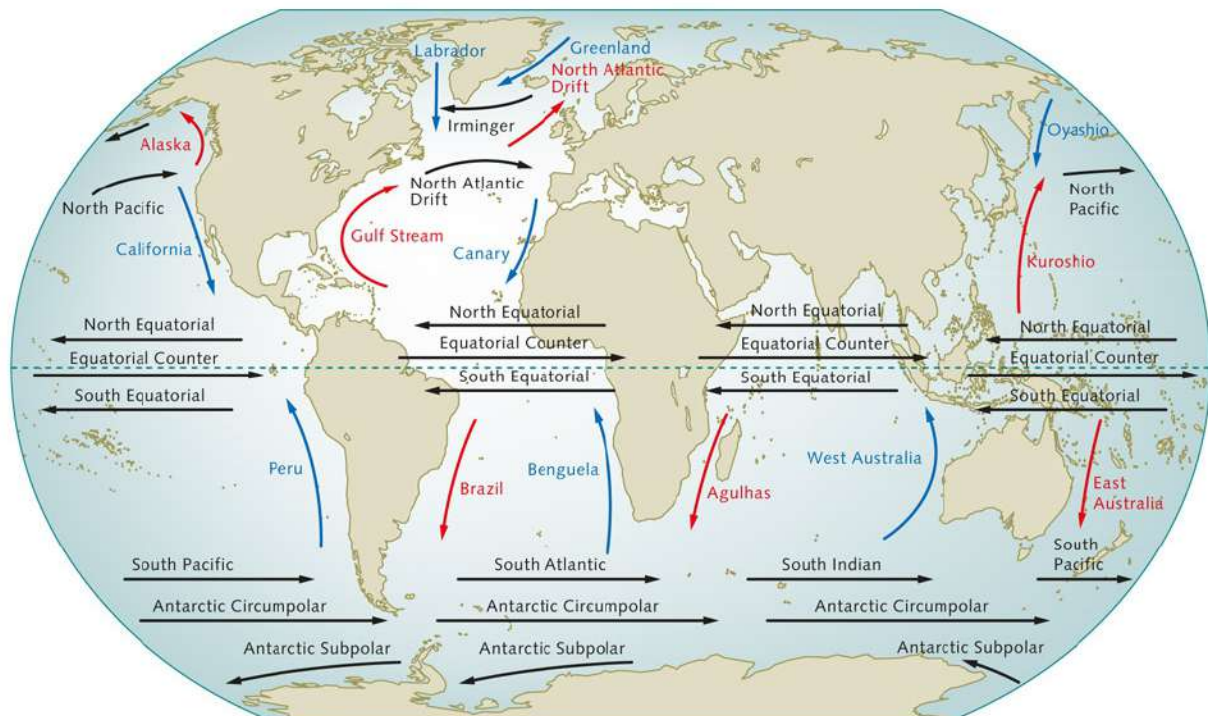 Labrador
Greenland
North Atlantic
Drift
Irminger
Alaska
Oyashio
North Pacific
North Atlantic
Drift
North
Pacific
Gulf Stream
California
Canary
Kuroshio
North Equatorial
North Equatorial
North Equatorial
North Equatorial
Equatorial Counter
Equatorial Counter
Equatorial Counter
Equatorial Counter
South Equatorial
South Equatorial
South Equatorial
South Equatorial
Peru
Brazil
Benguela
Agulhas
West Australia
East
Australia
South Pacific
South Atlantic
South Indian
South
Pacific
Antarctic Circumpolar
Antarctic Circumpolar
Antarctic Circumpolar
Antarctic Subpolar
Antarctic Subpolar
Antarctic Subpolar